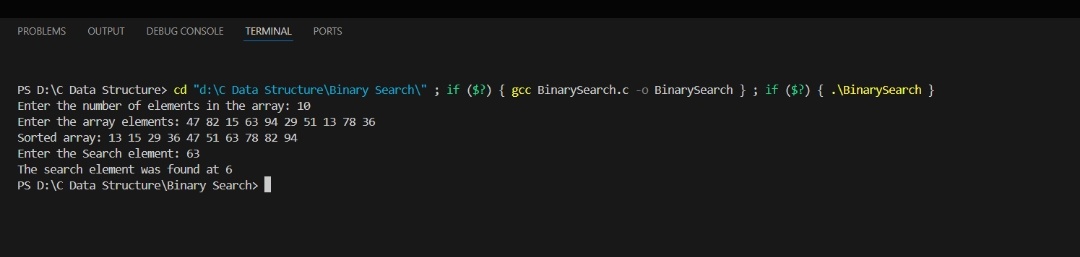 PROBLEMS OUTPUT DEBUG CONSOLE TERMINAL PORTS
PS D:\C Data Structure> cd "d:\C Data Structure\Binary Search\" ; if ($?) { gcc BinarySearch.c -o BinarySearch } ; if ($?) { .\BinarySearch }
Enter the number of elements in the array: 10
Enter the array elements: 47 82 15 63 94 29 51 13 78 36
Sorted array: 13 15 29 36 47 51 63 78 82 94
Enter the Search element: 63
The search element was found at 6
PS D:\C Data Structure\Binary Search>